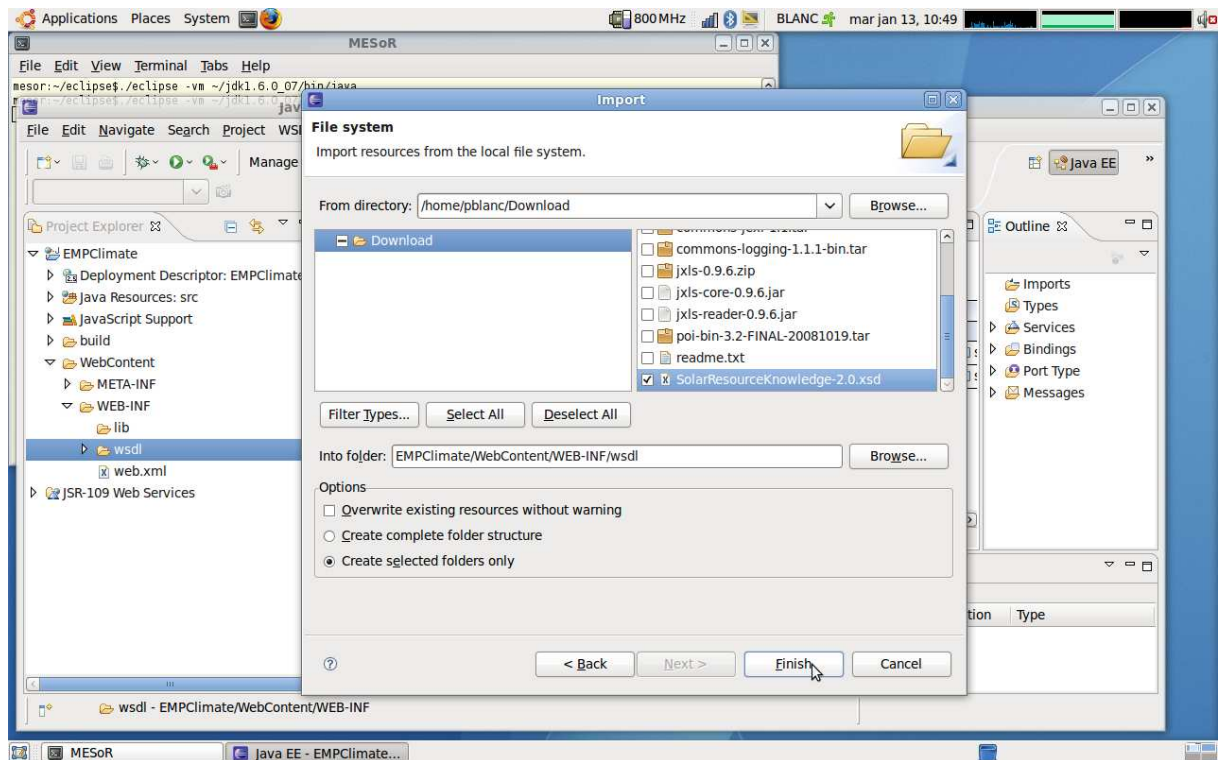 Applications Places System 800 MHz BLANC mar jan 13, 10:49
MESoR
File Edit View Terminal Tabs Help
mesor:~/eclipse$./eclipse -vm ~/jdk1.6.0_07/bin/java
Jav
File Edit Navigate Search Project WSI
Manage
Java EE »
Project Explorer
EMPClimate
Deployment Descriptor: EMPClimate
Java Resources: src
JavaScript Support
build
WebContent
META-INF
WEB-INF
lib
wsdl
web.xml
JSR-109 Web Services
wsdl - EMPClimate/WebContent/WEB-INF
Import
File system
Import resources from the local file system.
From directory: /home/pblanc/Download Browse...
Download
commons-logging-1.1.1-bin.tar
jxls-0.9.6.zip
jxls-core-0.9.6.jar
jxls-reader-0.9.6.jar
poi-bin-3.2-FINAL-20081019.tar
readme.txt
SolarResourceKnowledge-2.0.xsd
Filter Types... Select All Deselect All
Into folder: EMPClimate/WebContent/WEB-INF/wsdl Browse...
Options
Overwrite existing resources without warning
Create complete folder structure
Create selected folders only
< Back Next > Finish Cancel
Outline
Imports
Types
Services
Bindings
Port Type
Messages
tion Type
MESoR Java EE - EMPClimate...